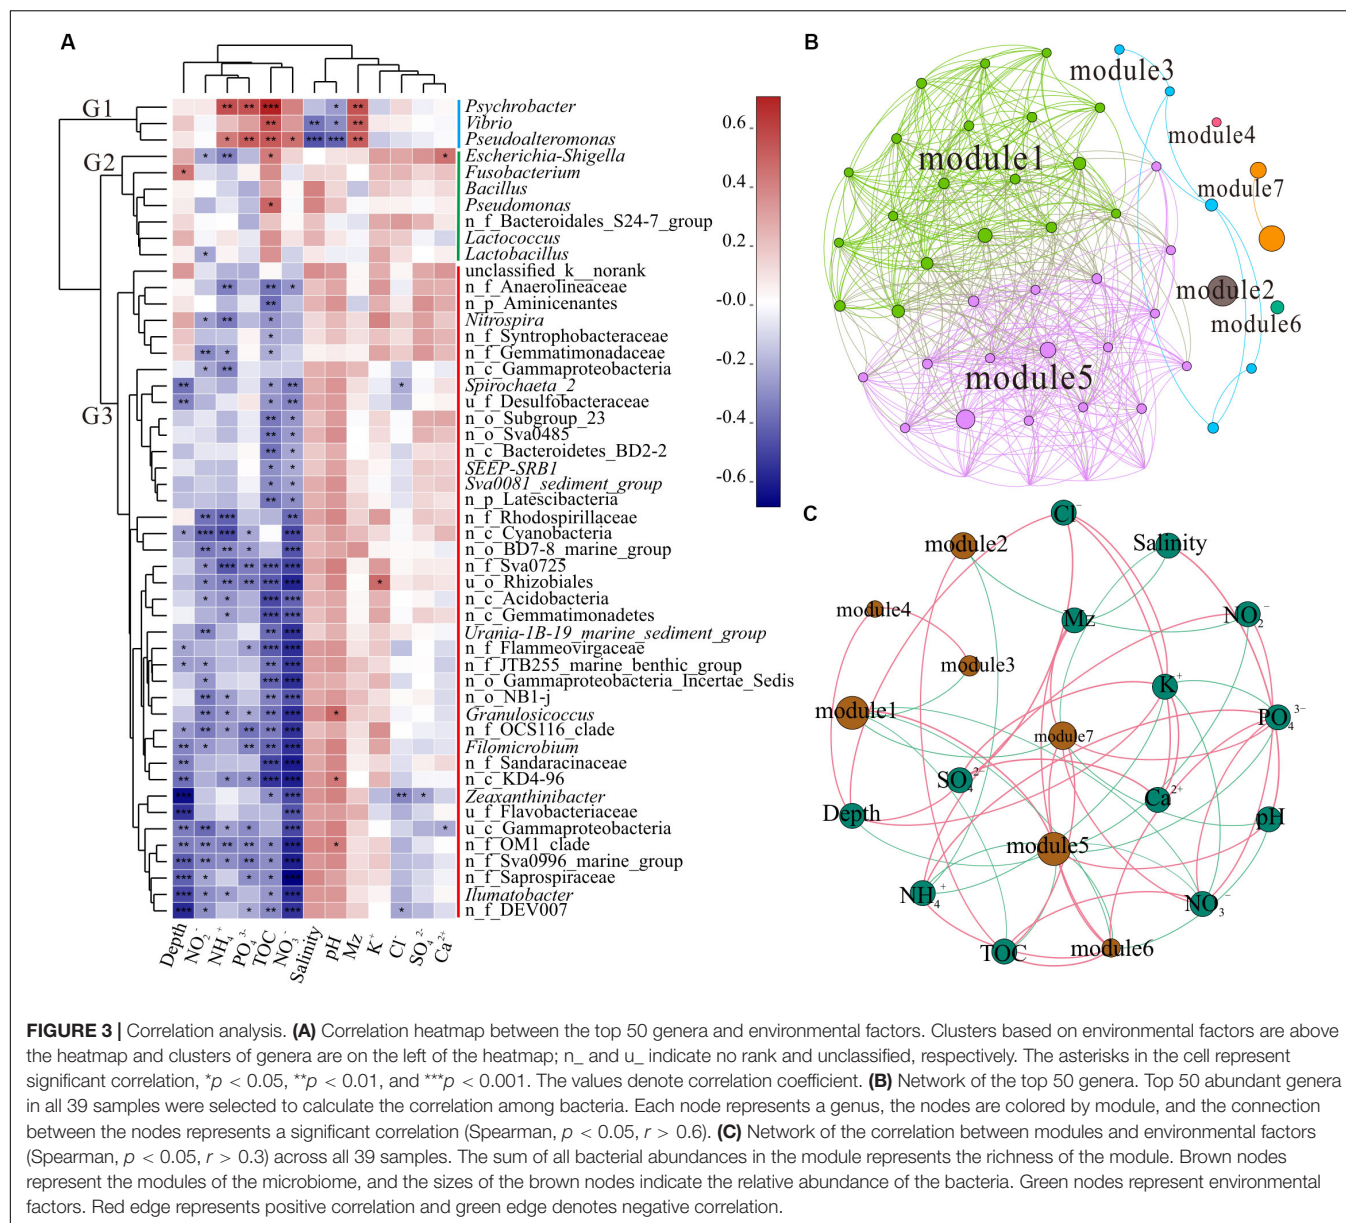 A
G1
G2
G3
Psychrobacter
Vibrio
Pseudoalteromonas
Escherichia-Shigella
Fusobacterium
Bacillus
Pseudomonas
n_f_Bacteroidales_S24-7_group
Lactococcus
Lactobacillus
unclassified_k__norank
n_f_Anaerolineaceae
n_p_Aminicenantes
Nitrospira
n_f_Syntrophobacteraceae
n_f_Gemmatimonadaceae
n_c_Gammaproteobacteria
Spirochaeta_2
u_f_Desulfobacteraceae
n_o_Subgroup_23
n_o_Sva0485
n_c_Bacteroidetes_BD2-2
SEEP-SRB1
Sva0081_sediment_group
n_p_Latescibacteria
n_f_Rhodospirillaceae
n_c_Cyanobacteria
n_o_BD7-8_marine_group
n_f_Sva0725
u_o_Rhizobiales
n_c_Acidobacteria
n_c_Gemmatimonadetes
Urania-1B-19_marine_sediment_group
n_f_Flammeovirgaceae
n_f_JTB255_marine_benthic_group
n_o_Gammaproteobacteria_Incertae_Sedis
n_o_NB1-j
Granulosicoccus
n_f_OCS116_clade
Filomicrobium
n_f_Sandaracinaceae
n_c_KD4-96
Zeaxanthinibacter
u_f_Flavobacteriaceae
u_c_Gammaproteobacteria
n_f_OM1_clade
n_f_Sva0996_marine_group
n_f_Saprospiraceae
Ilumatobacter
n_f_DEV007
Depth
NO₂⁻
NH₄⁺
PO₄³⁻
TOC
NO₃⁻
Salinity
pH
Mz
K⁺
Cl⁻
SO₄²⁻
Ca²⁺
0.6
0.4
0.2
-0.0
-0.2
-0.4
-0.6
B
module3
module4
module1
module7
module2
module6
module5
C
Cl⁻
module2
Salinity
module4
Mz
NO₂⁻
module3
K⁺
module1
PO₄³⁻
module7
SO₄²⁻
Ca²⁺
Depth
pH
module5
NH₄⁺
NO₃⁻
TOC
module6
FIGURE 3 | Correlation analysis. (A) Correlation heatmap between the top 50 genera and environmental factors. Clusters based on environmental factors are above
the heatmap and clusters of genera are on the left of the heatmap; n_ and u_ indicate no rank and unclassified, respectively. The asterisks in the cell represent
significant correlation, *p < 0.05, **p < 0.01, and ***p < 0.001. The values denote correlation coefficient. (B) Network of the top 50 genera. Top 50 abundant genera
in all 39 samples were selected to calculate the correlation among bacteria. Each node represents a genus, the nodes are colored by module, and the connection
between the nodes represents a significant correlation (Spearman, p < 0.05, r > 0.6). (C) Network of the correlation between modules and environmental factors
(Spearman, p < 0.05, r > 0.3) across all 39 samples. The sum of all bacterial abundances in the module represents the richness of the module. Brown nodes
represent the modules of the microbiome, and the sizes of the brown nodes indicate the relative abundance of the bacteria. Green nodes represent environmental
factors. Red edge represents positive correlation and green edge denotes negative correlation.